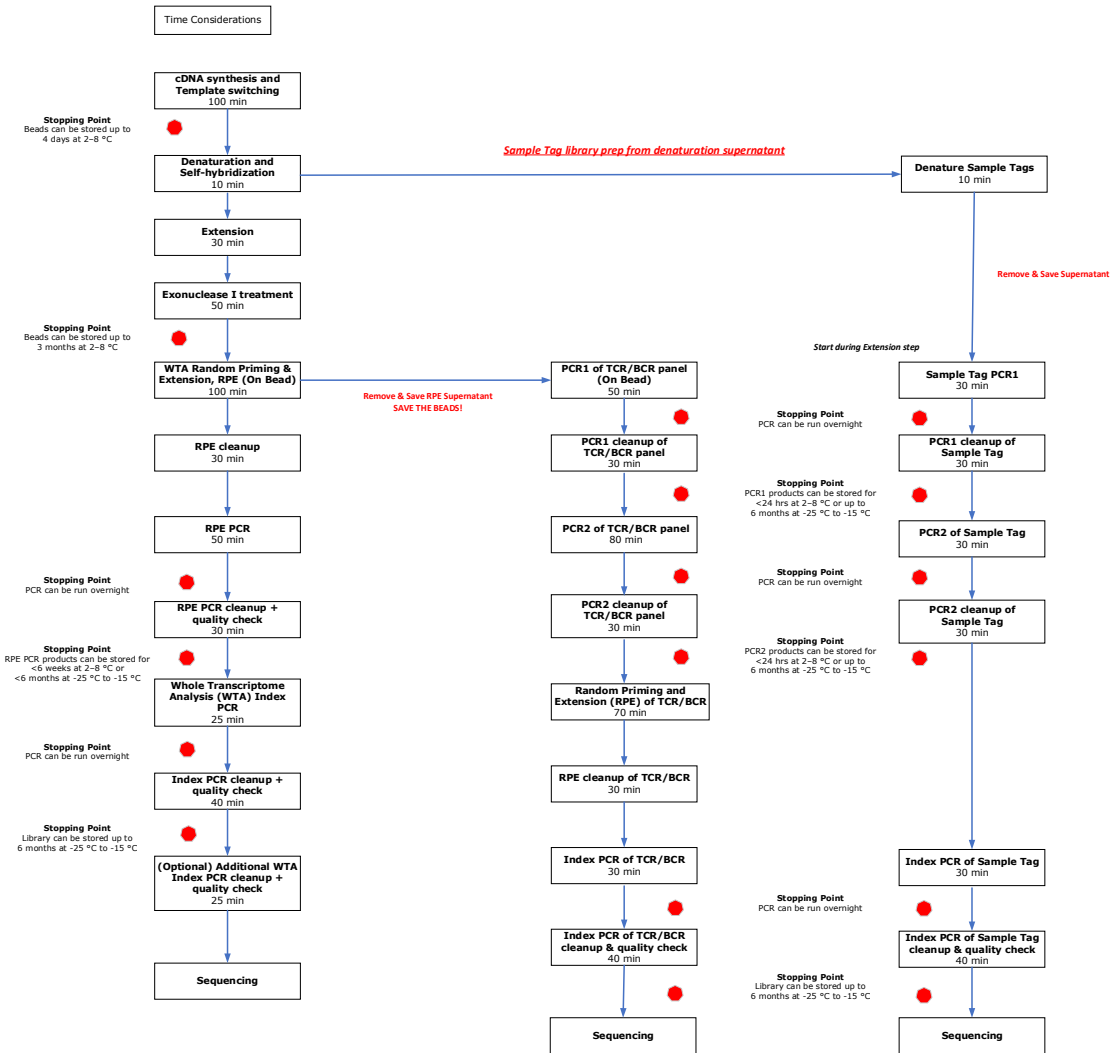 Time Considerations
cDNA synthesis and
Template switching
100 min
Stopping Point
Beads can be stored up to
4 days at 2–8 °C
Denaturation and
Self-hybridization
10 min
Sample Tag library prep from denaturation supernatant
Denature Sample Tags
10 min
Extension
30 min
Remove & Save Supernatant
Exonuclease I treatment
50 min
Stopping Point
Beads can be stored up to
3 months at 2–8 °C
Start during Extension step
WTA Random Priming &
Extension, RPE (On Bead)
100 min
Remove & Save RPE Supernatant
SAVE THE BEADS!
PCR1 of TCR/BCR panel
(On Bead)
50 min
Sample Tag PCR1
30 min
Stopping Point
PCR can be run overnight
RPE cleanup
30 min
PCR1 cleanup of
TCR/BCR panel
30 min
PCR1 cleanup of
Sample Tag
30 min
Stopping Point
PCR1 products can be stored for
<24 hrs at 2–8 °C or up to
6 months at -25 °C to -15 °C
RPE PCR
50 min
PCR2 of TCR/BCR panel
80 min
PCR2 of Sample Tag
30 min
Stopping Point
PCR can be run overnight
Stopping Point
PCR can be run overnight
RPE PCR cleanup +
quality check
30 min
PCR2 cleanup of
TCR/BCR panel
30 min
PCR2 cleanup of
Sample Tag
30 min
Stopping Point
RPE PCR products can be stored for
<6 weeks at 2–8 °C or
<6 months at -25 °C to -15 °C
Stopping Point
PCR2 products can be stored for
<24 hrs at 2–8 °C or up to
6 months at -25 °C to -15 °C
Whole Transcriptome
Analysis (WTA) Index
PCR
25 min
Random Priming and
Extension (RPE) of TCR/BCR
70 min
Stopping Point
PCR can be run overnight
Index PCR cleanup +
quality check
40 min
RPE cleanup of TCR/BCR
30 min
Stopping Point
Library can be stored up to
6 months at -25 °C to -15 °C
(Optional) Additional WTA
Index PCR cleanup +
quality check
25 min
Index PCR of TCR/BCR
30 min
Index PCR of Sample Tag
30 min
Stopping Point
PCR can be run overnight
Index PCR of TCR/BCR
cleanup & quality check
40 min
Index PCR of Sample Tag
cleanup & quality check
40 min
Sequencing
Stopping Point
Library can be stored up to
6 months at -25 °C to -15 °C
Sequencing
Sequencing